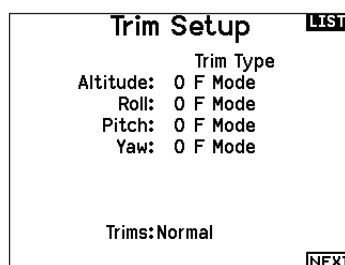 Trim Setup
LIST
Trim Type
Altitude: 0 F Mode
Roll: 0 F Mode
Pitch: 0 F Mode
Yaw: 0 F Mode
Trims:Normal
NEXT